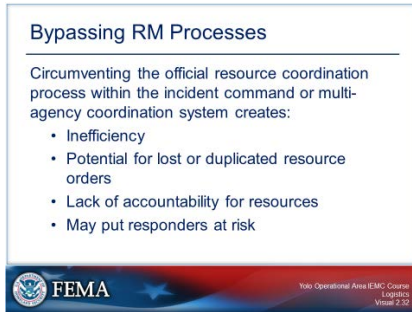 Bypassing RM Processes
Circumventing the official resource coordination
process within the incident command or multi-
agency coordination system creates:
• Inefficiency
• Potential for lost or duplicated resource
orders
• Lack of accountability for resources
• May put responders at risk
FEMA
Yolo Operational Area IEMC Course
Logistics
Visual 2.32